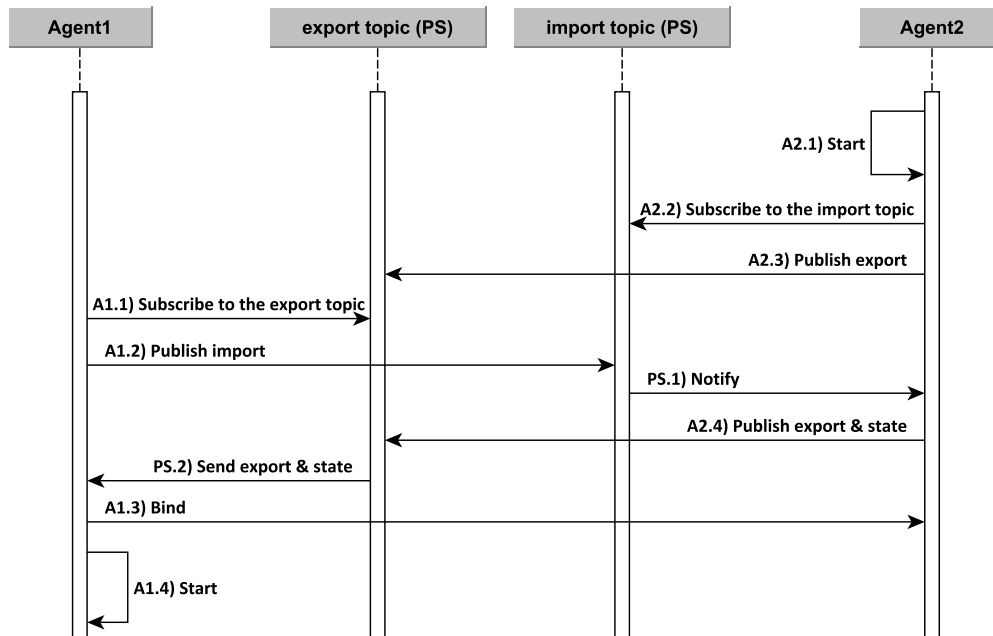 Agent1
export topic (PS)
import topic (PS)
Agent2
A2.1) Start
A2.2) Subscribe to the import topic
A2.3) Publish export
A1.1) Subscribe to the export topic
A1.2) Publish import
PS.1) Notify
A2.4) Publish export & state
PS.2) Send export & state
A1.3) Bind
A1.4) Start